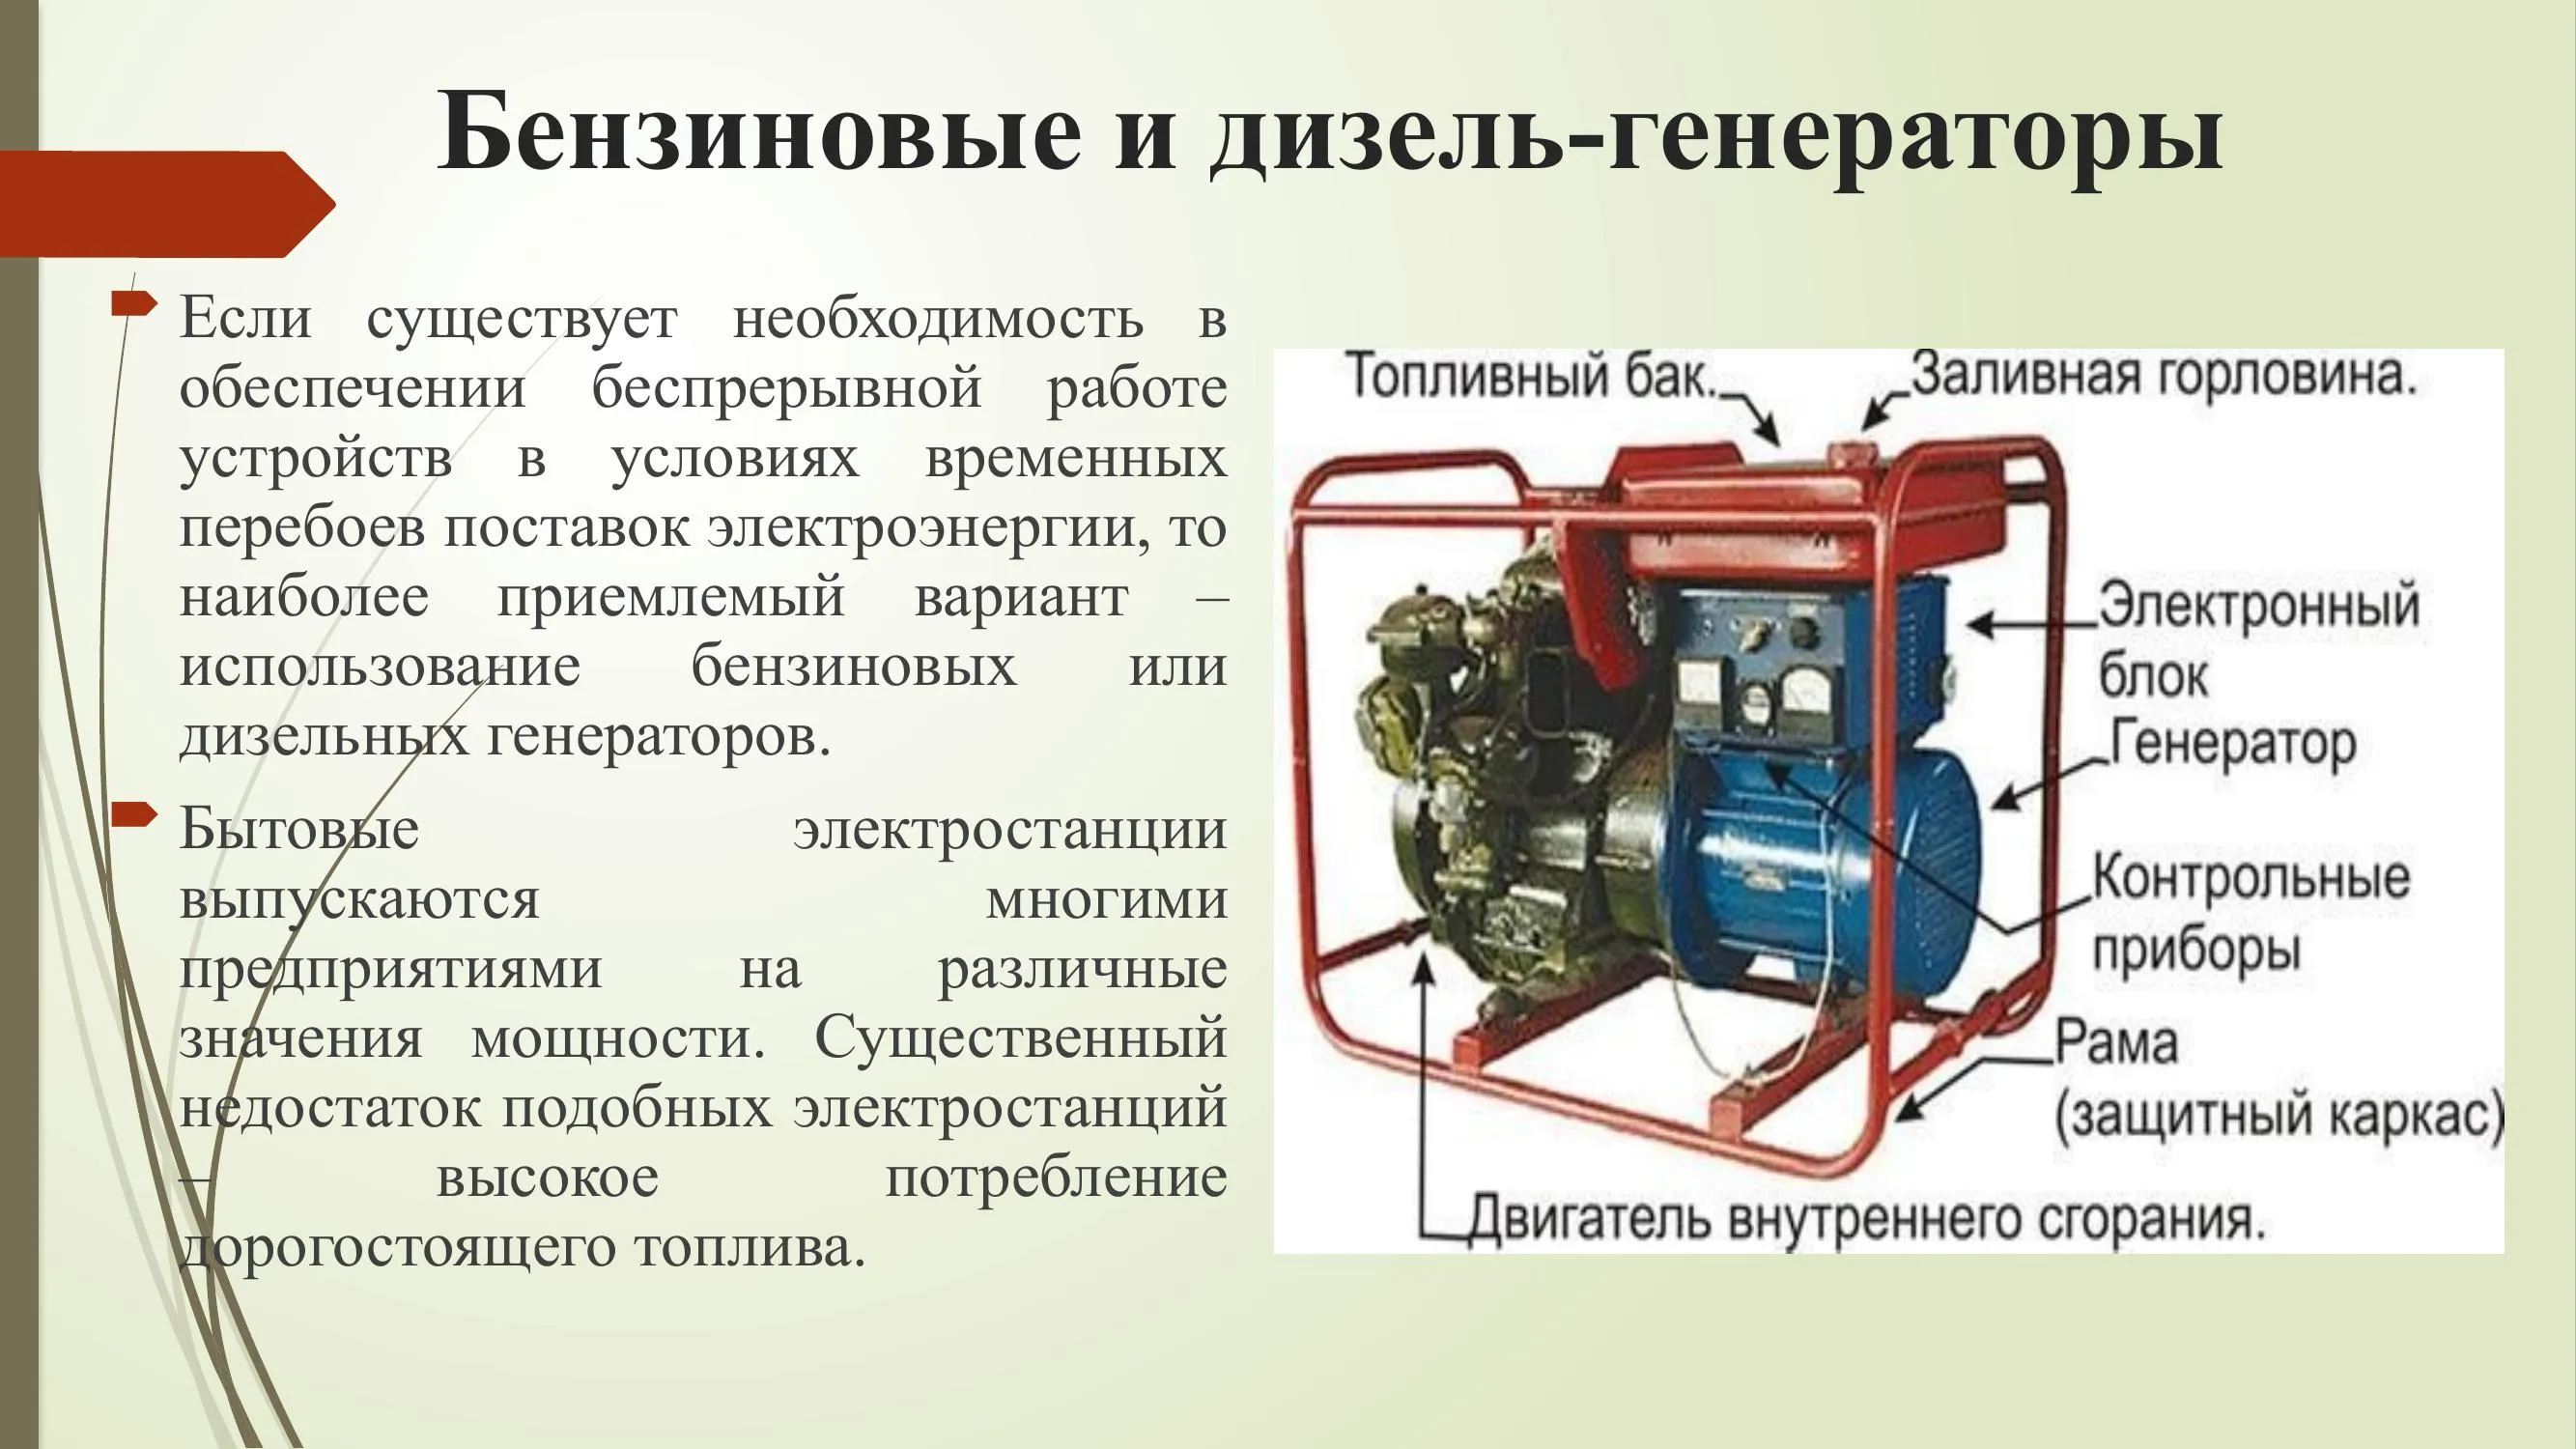 Бензиновые и дизель-генераторы
Если существует необходимость в
обеспечении беспрерывной работе
устройств в условиях временных
перебоев поставок электроэнергии, то
наиболее приемлемый вариант –
использование бензиновых или
дизельных генераторов.
Бытовые электростанции
выпускаются многими
предприятиями на различные
значения мощности. Существенный
недостаток подобных электростанций
– высокое потребление
дорогостоящего топлива.
Топливный бак.
Заливная горловина.
Электронный
блок
Генератор
Контрольные
приборы
Рама
(защитный каркас)
Двигатель внутреннего сгорания.